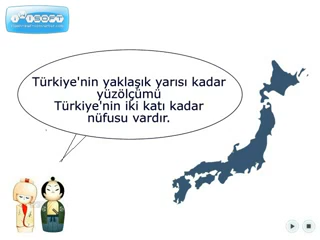 Türkiye'nin yaklaşık yarısı kadar
yüzölçümü
Türkiye'nin iki katı kadar
nüfusu vardır.